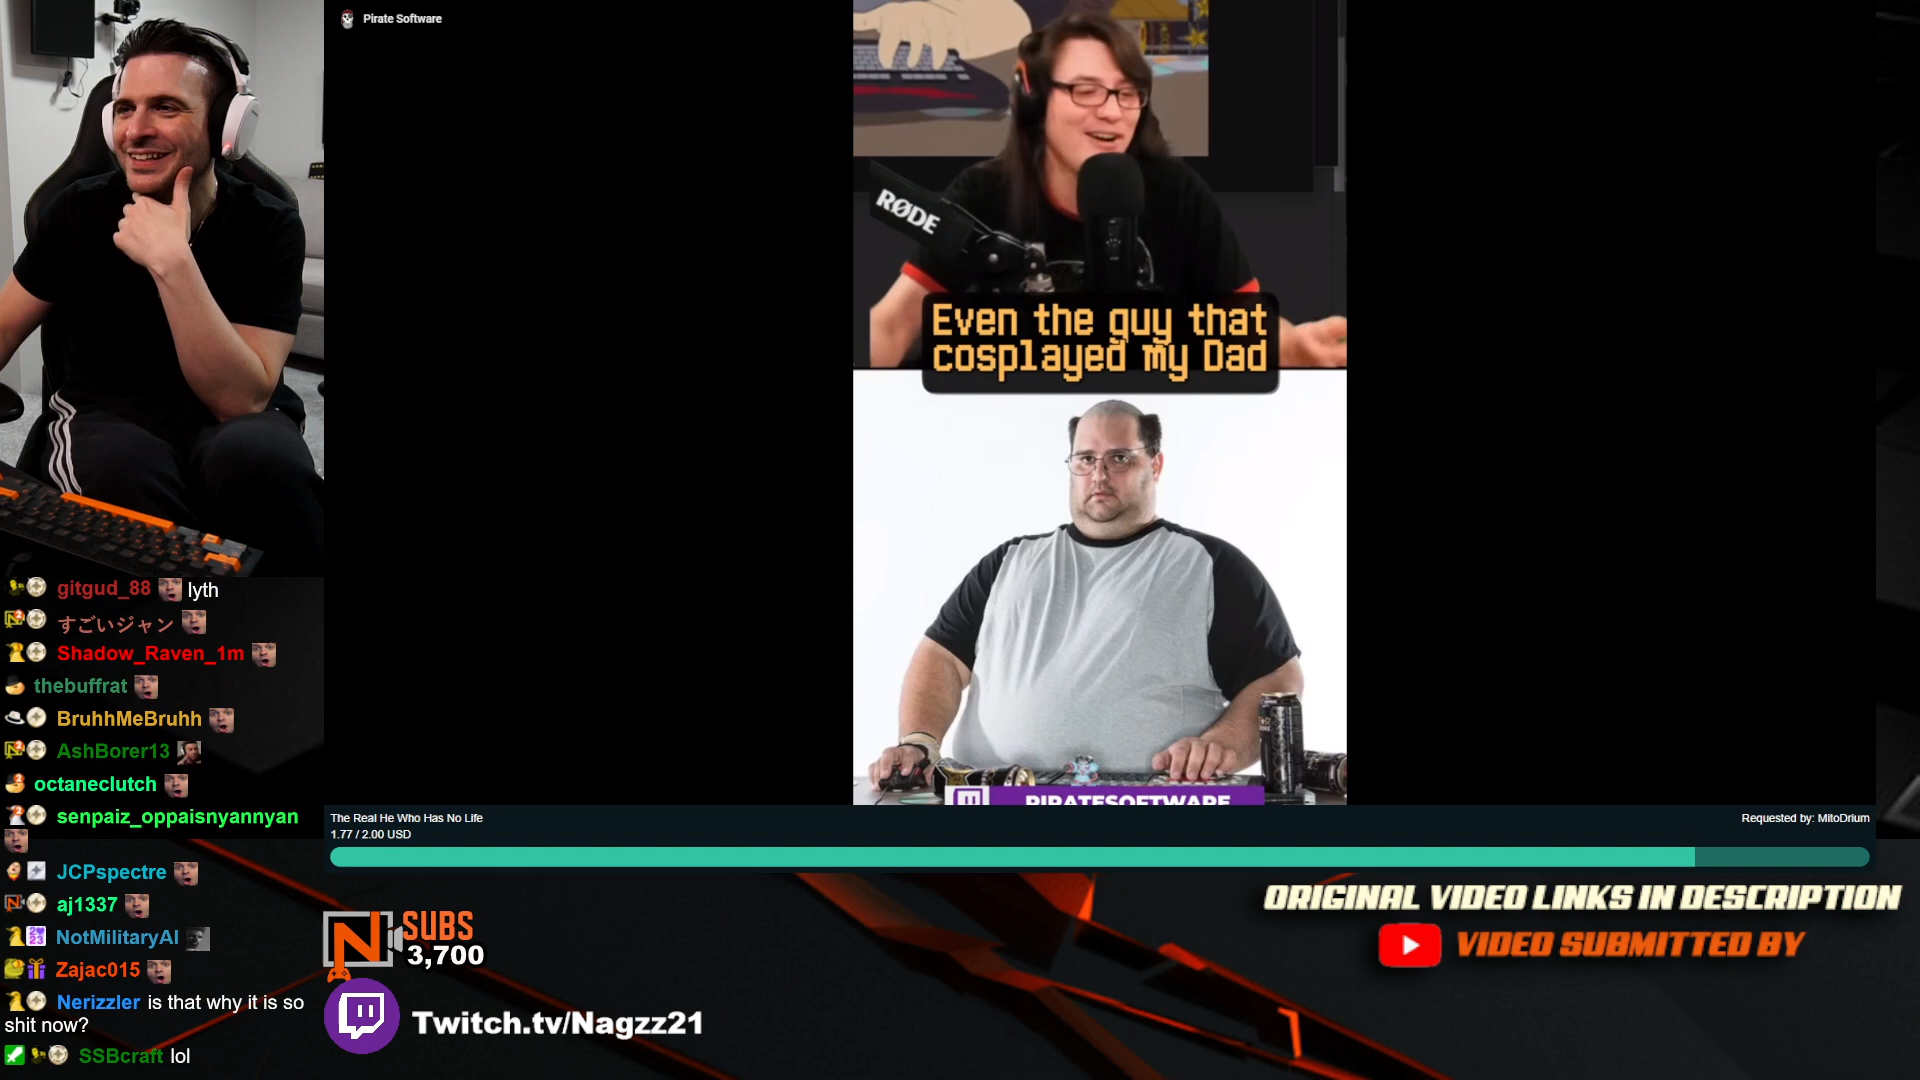 Pirate Software
RØDE
Even the guy that
cosplayed my Dad
PIRATESOFTWARE
gitgud_88 lyth
すごいジャン
Shadow_Raven_1m
thebuffrat
BruhhMeBruhh
AshBorer13
octaneclutch
senpaiz_oppaisnyannyan
JCPspectre
aj1337
NotMilitaryAI
Zajac015
Nerizzler is that why it is so
shit now?
SSBcraft lol
The Real He Who Has No Life
Requested by: MitoDrium
1.77 / 2.00 USD
SUBS
3,700
Twitch.tv/Nagzz21
ORIGINAL VIDEO LINKS IN DESCRIPTION
VIDEO SUBMITTED BY